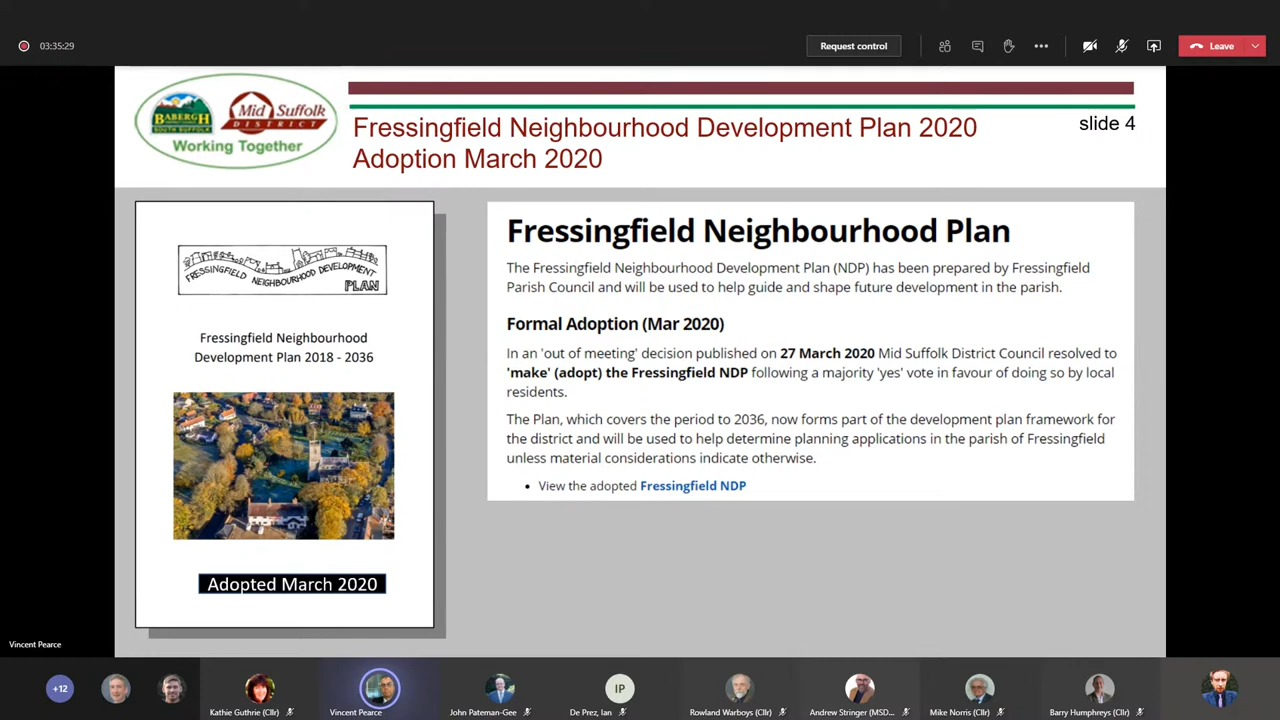 03:35:29
Request control
Leave
BABERGH
SOUTH SUFFOLK
Mid Suffolk
DISTRICT
Working Together
Fressingfield Neighbourhood Development Plan 2020
Adoption March 2020
slide 4
FRESSINGFIELD NEIGHBOURHOOD DEVELOPMENT
PLAN
Fressingfield Neighbourhood
Development Plan 2018 - 2036
Adopted March 2020
Fressingfield Neighbourhood Plan
The Fressingfield Neighbourhood Development Plan (NDP) has been prepared by Fressingfield
Parish Council and will be used to help guide and shape future development in the parish.
Formal Adoption (Mar 2020)
In an 'out of meeting' decision published on 27 March 2020 Mid Suffolk District Council resolved to
'make' (adopt) the Fressingfield NDP following a majority 'yes' vote in favour of doing so by local
residents.
The Plan, which covers the period to 2036, now forms part of the development plan framework for
the district and will be used to help determine planning applications in the parish of Fressingfield
unless material considerations indicate otherwise.
• View the adopted Fressingfield NDP
Vincent Pearce
+12
Kathie Guthrie (Cllr)
Vincent Pearce
John Pateman-Gee
IP
De Prez, Ian
Rowland Warboys (Cllr)
Andrew Stringer (MSD...
Mike Norris (Cllr)
Barry Humphreys (Cllr)